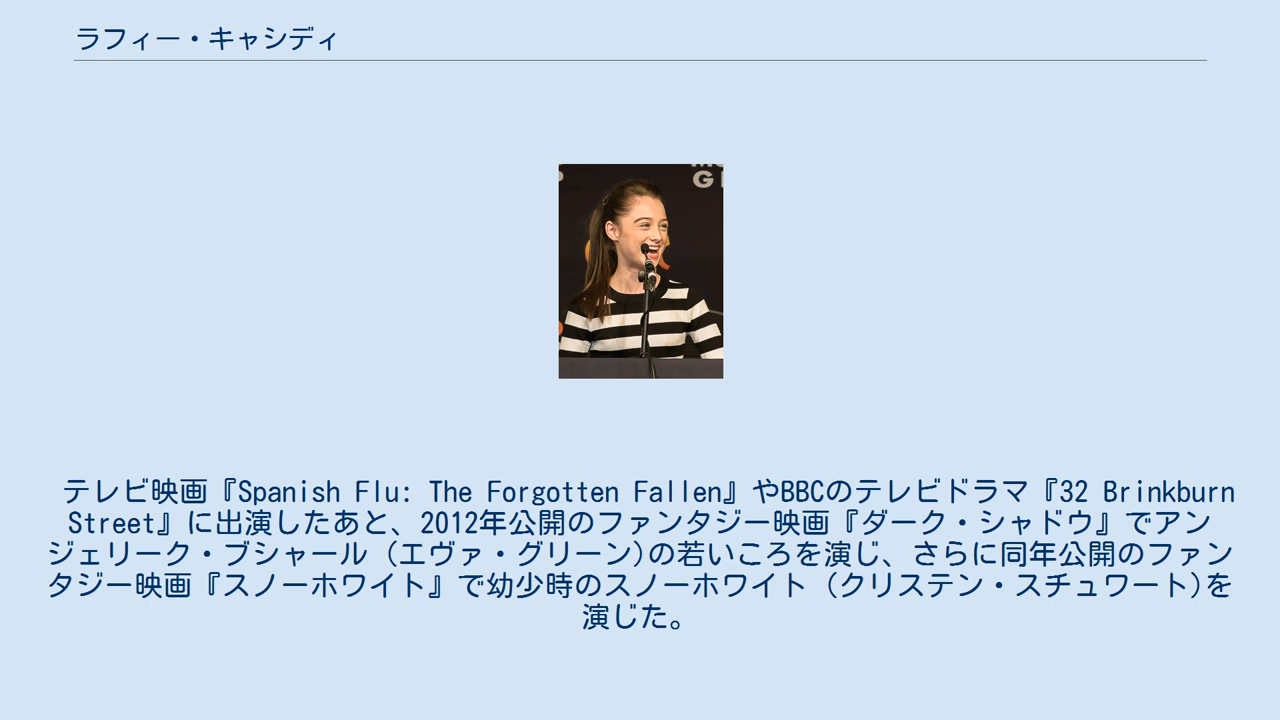 ラフィー・キャシディ
G
テレビ映画『Spanish Flu: The Forgotten Fallen』やBBCのテレビドラマ『32 Brinkburn
Street』に出演したあと、2012年公開のファンタジー映画『ダーク・シャドウ』でアン
ジェリーク・ブシャール (エヴァ・グリーン)の若いころを演じ、さらに同年公開のファン
タジー映画『スノーホワイト』で幼少時のスノーホワイト (クリステン・スチュワート)を
演じた。